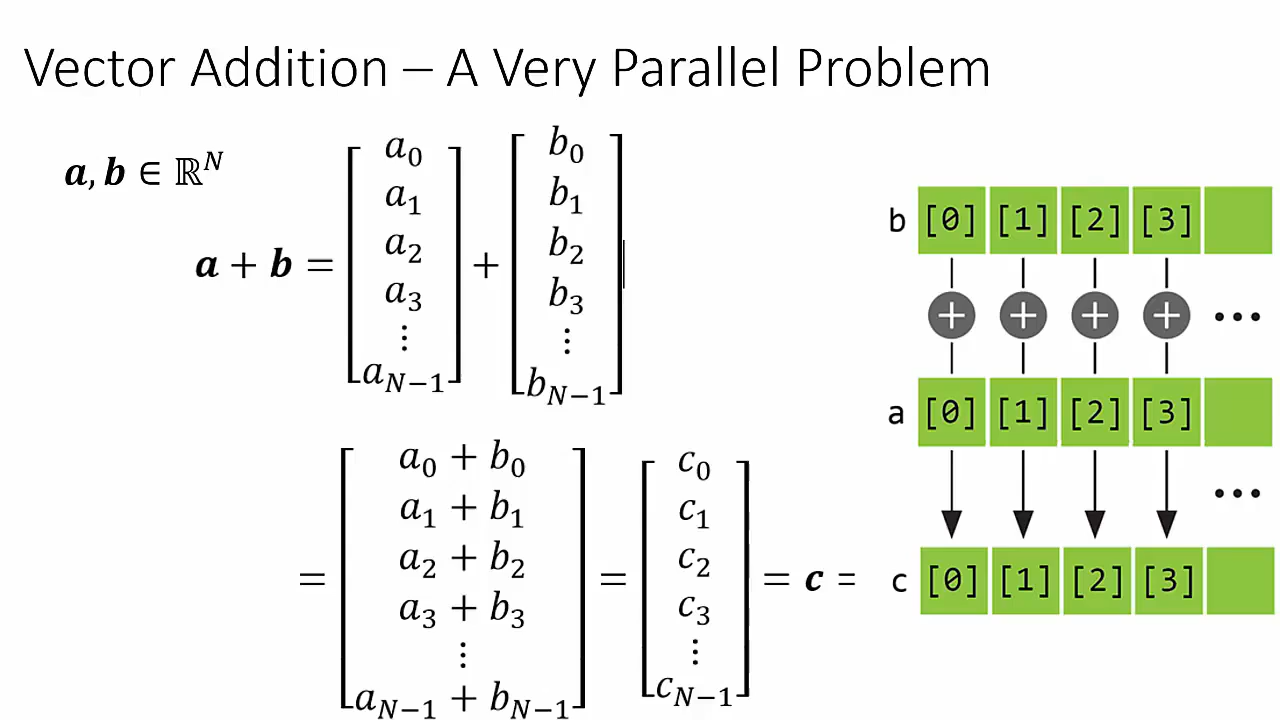 Vector Addition – A Very Parallel Problem
a, b ∈ ℝ^N
a + b = [a_0 a_1 a_2 a_3 ⋮ a_{N−1}] + [b_0 b_1 b_2 b_3 ⋮ b_{N−1}]
= [a_0 + b_0 a_1 + b_1 a_2 + b_2 a_3 + b_3 ⋮ a_{N−1} + b_{N−1}] = [c_0 c_1 c_2 c_3 ⋮ c_{N−1}] = c =
b [0] [1] [2] [3]
+ + + + ...
a [0] [1] [2] [3]
...
c [0] [1] [2] [3]